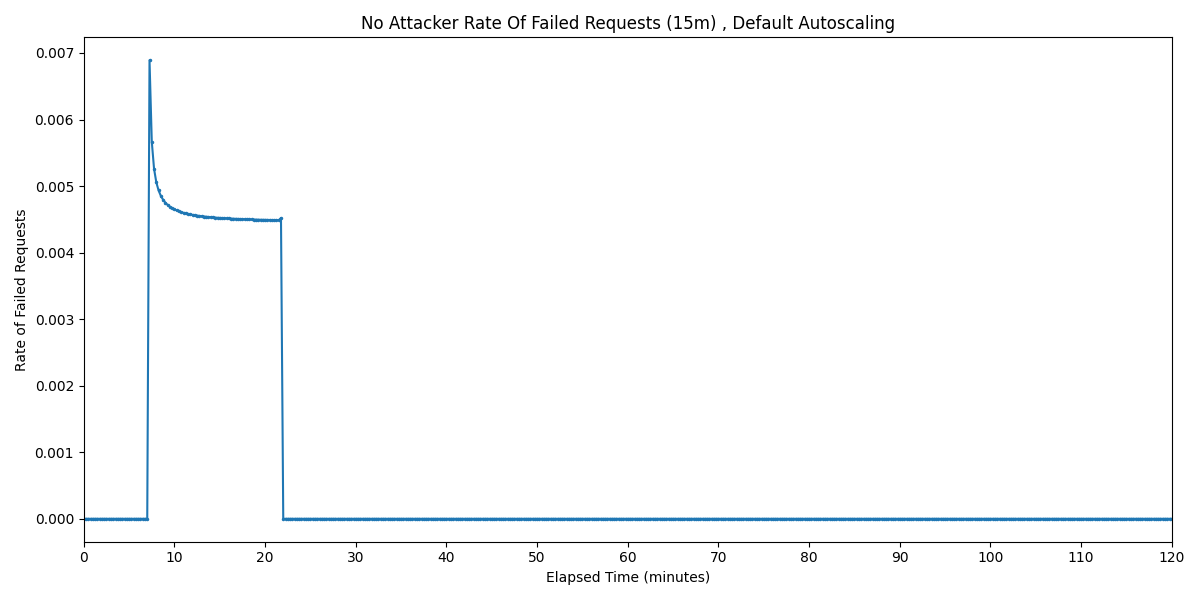 No Attacker Rate Of Failed Requests (15m) , Default Autoscaling
Rate of Failed Requests
0.007
0.006
0.005
0.004
0.003
0.002
0.001
0.000
0 10 20 30 40 50 60 70 80 90 100 110 120
Elapsed Time (minutes)